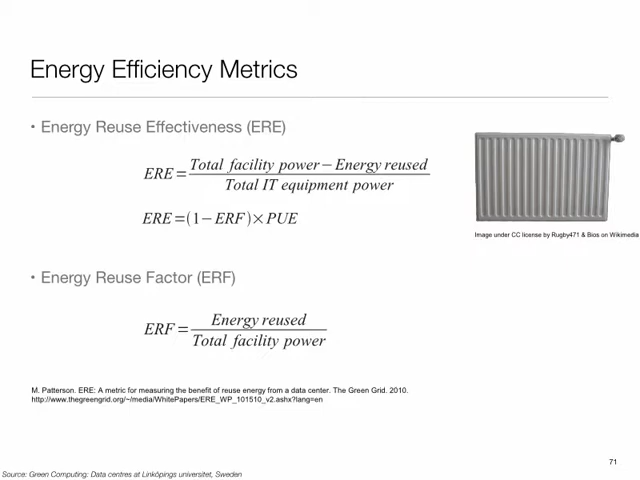 Energy Efficiency Metrics
• Energy Reuse Effectiveness (ERE)
ERE = Total facility power − Energy reused / Total IT equipment power
ERE = (1 − ERF) × PUE
Image under CC license by Rugby471 & Bios on Wikimedia
• Energy Reuse Factor (ERF)
ERF = Energy reused / Total facility power
M. Patterson. ERE: A metric for measuring the benefit of reuse energy from a data center. The Green Grid. 2010.
http://www.thegreengrid.org/~/media/WhitePapers/ERE_WP_101510_v2.ashx?lang=en
71
Source: Green Computing: Data centres at Linköpings universitet, Sweden